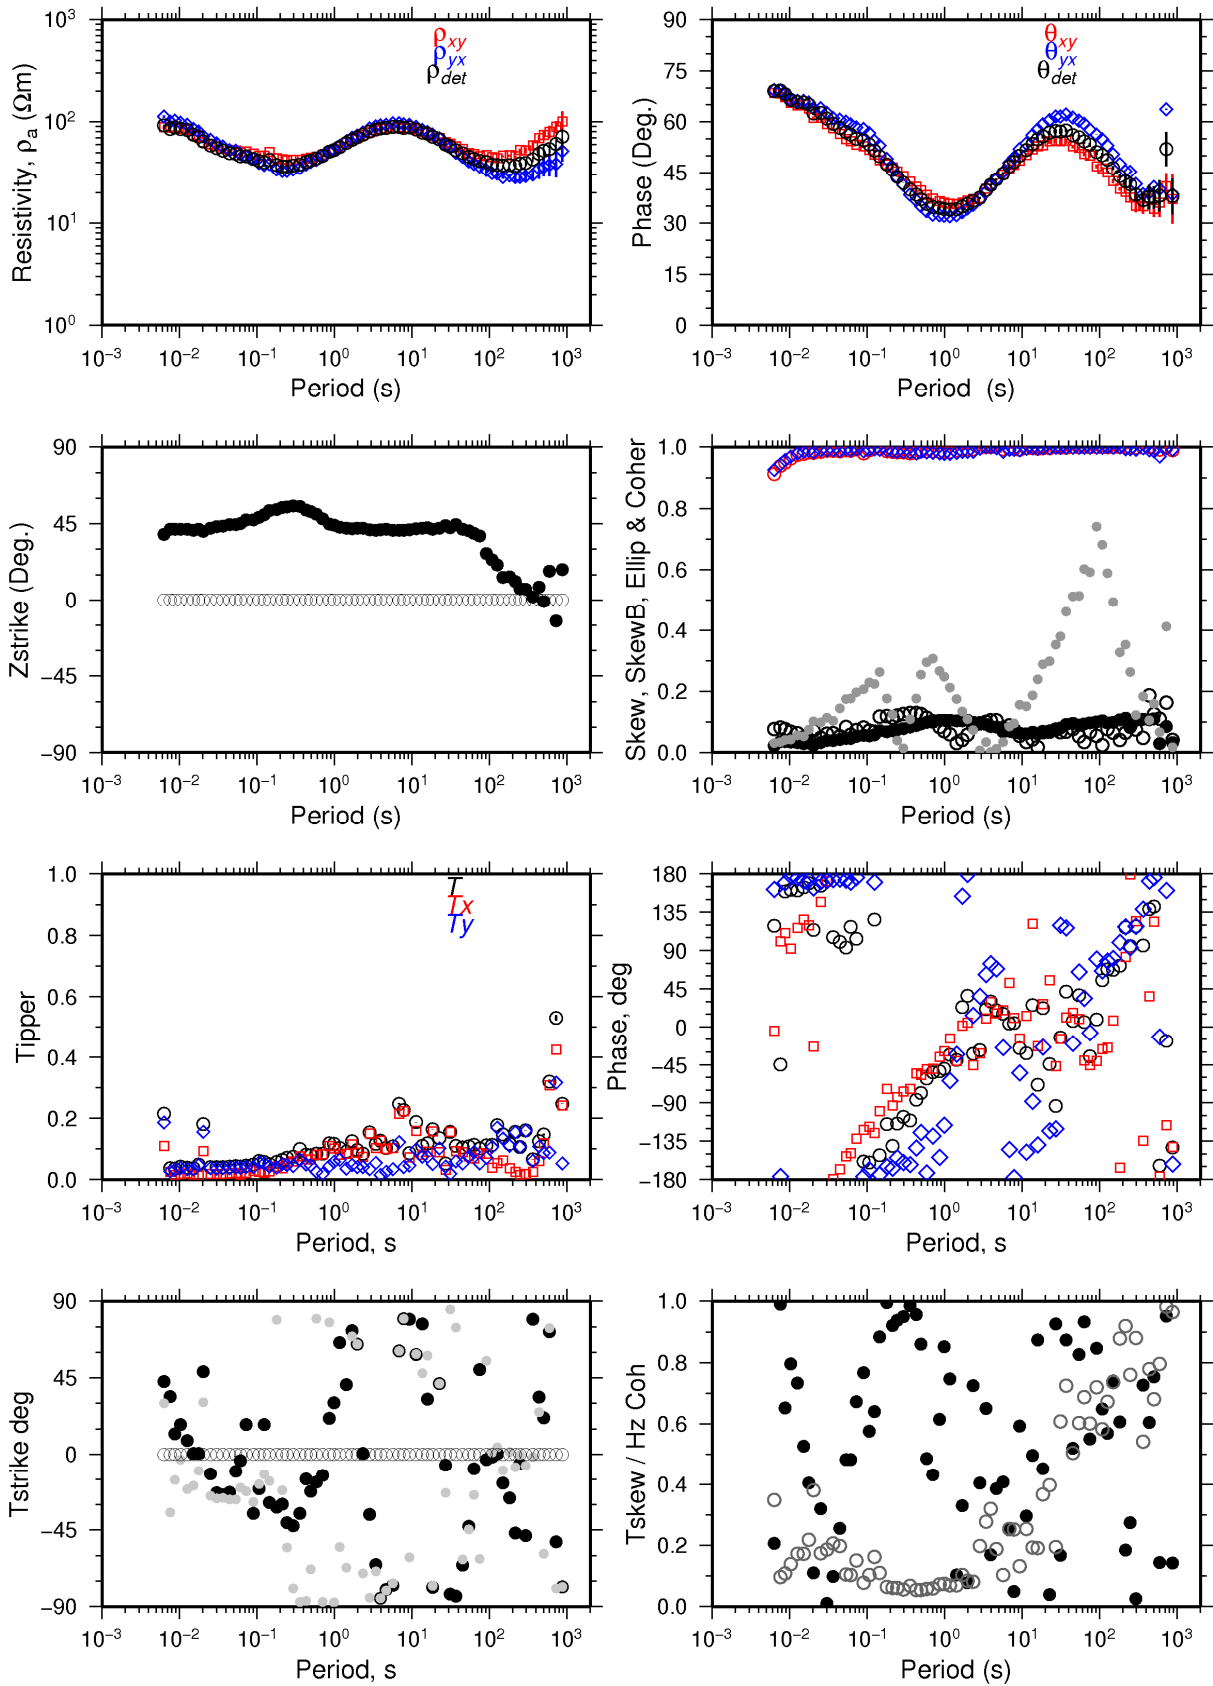 10³
10²
10¹
10⁰
Resistivity, ρₐ (Ωm)
ρxy
ρyx
ρdet
10⁻³ 10⁻² 10⁻¹ 10⁰ 10¹ 10² 10³
Period (s)
90
75
60
45
30
15
0
Phase (Deg.)
θxy
θyx
θdet
10⁻³ 10⁻² 10⁻¹ 10⁰ 10¹ 10² 10³
Period (s)
90
45
0
−45
−90
Zstrike (Deg.)
10⁻³ 10⁻² 10⁻¹ 10⁰ 10¹ 10² 10³
Period (s)
1.0
0.8
0.6
0.4
0.2
0.0
Skew, SkewB, Ellip & Coher
10⁻³ 10⁻² 10⁻¹ 10⁰ 10¹ 10² 10³
Period (s)
1.0
0.8
0.6
0.4
0.2
0.0
Tipper
T
Tx
Ty
10⁻³ 10⁻² 10⁻¹ 10⁰ 10¹ 10² 10³
Period, s
180
135
90
45
0
−45
−90
−135
−180
Phase, deg
10⁻³ 10⁻² 10⁻¹ 10⁰ 10¹ 10² 10³
Period, s
90
45
0
−45
−90
Tstrike deg
10⁻³ 10⁻² 10⁻¹ 10⁰ 10¹ 10² 10³
Period, s
1.0
0.8
0.6
0.4
0.2
0.0
Tskew / Hz Coh
10⁻³ 10⁻² 10⁻¹ 10⁰ 10¹ 10² 10³
Period (s)